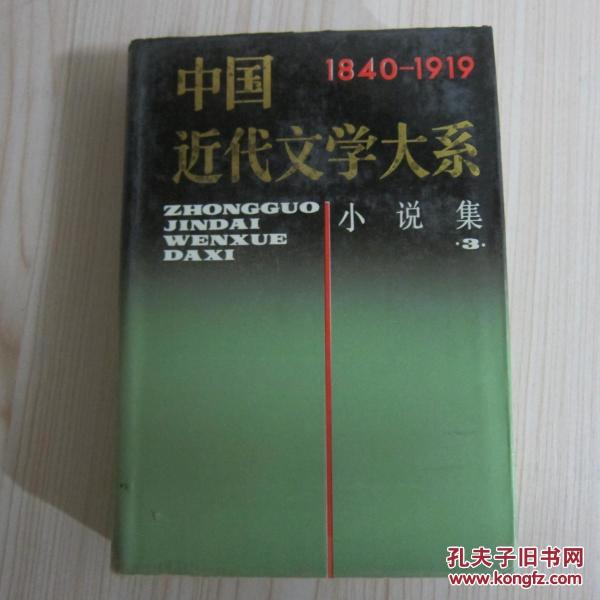 中国 1840-1919
近代文学大系
ZHONGGUO
JINDAI
WENXUE
DAXI
小说集
·3·
孔夫子旧书网
www.kongfz.com